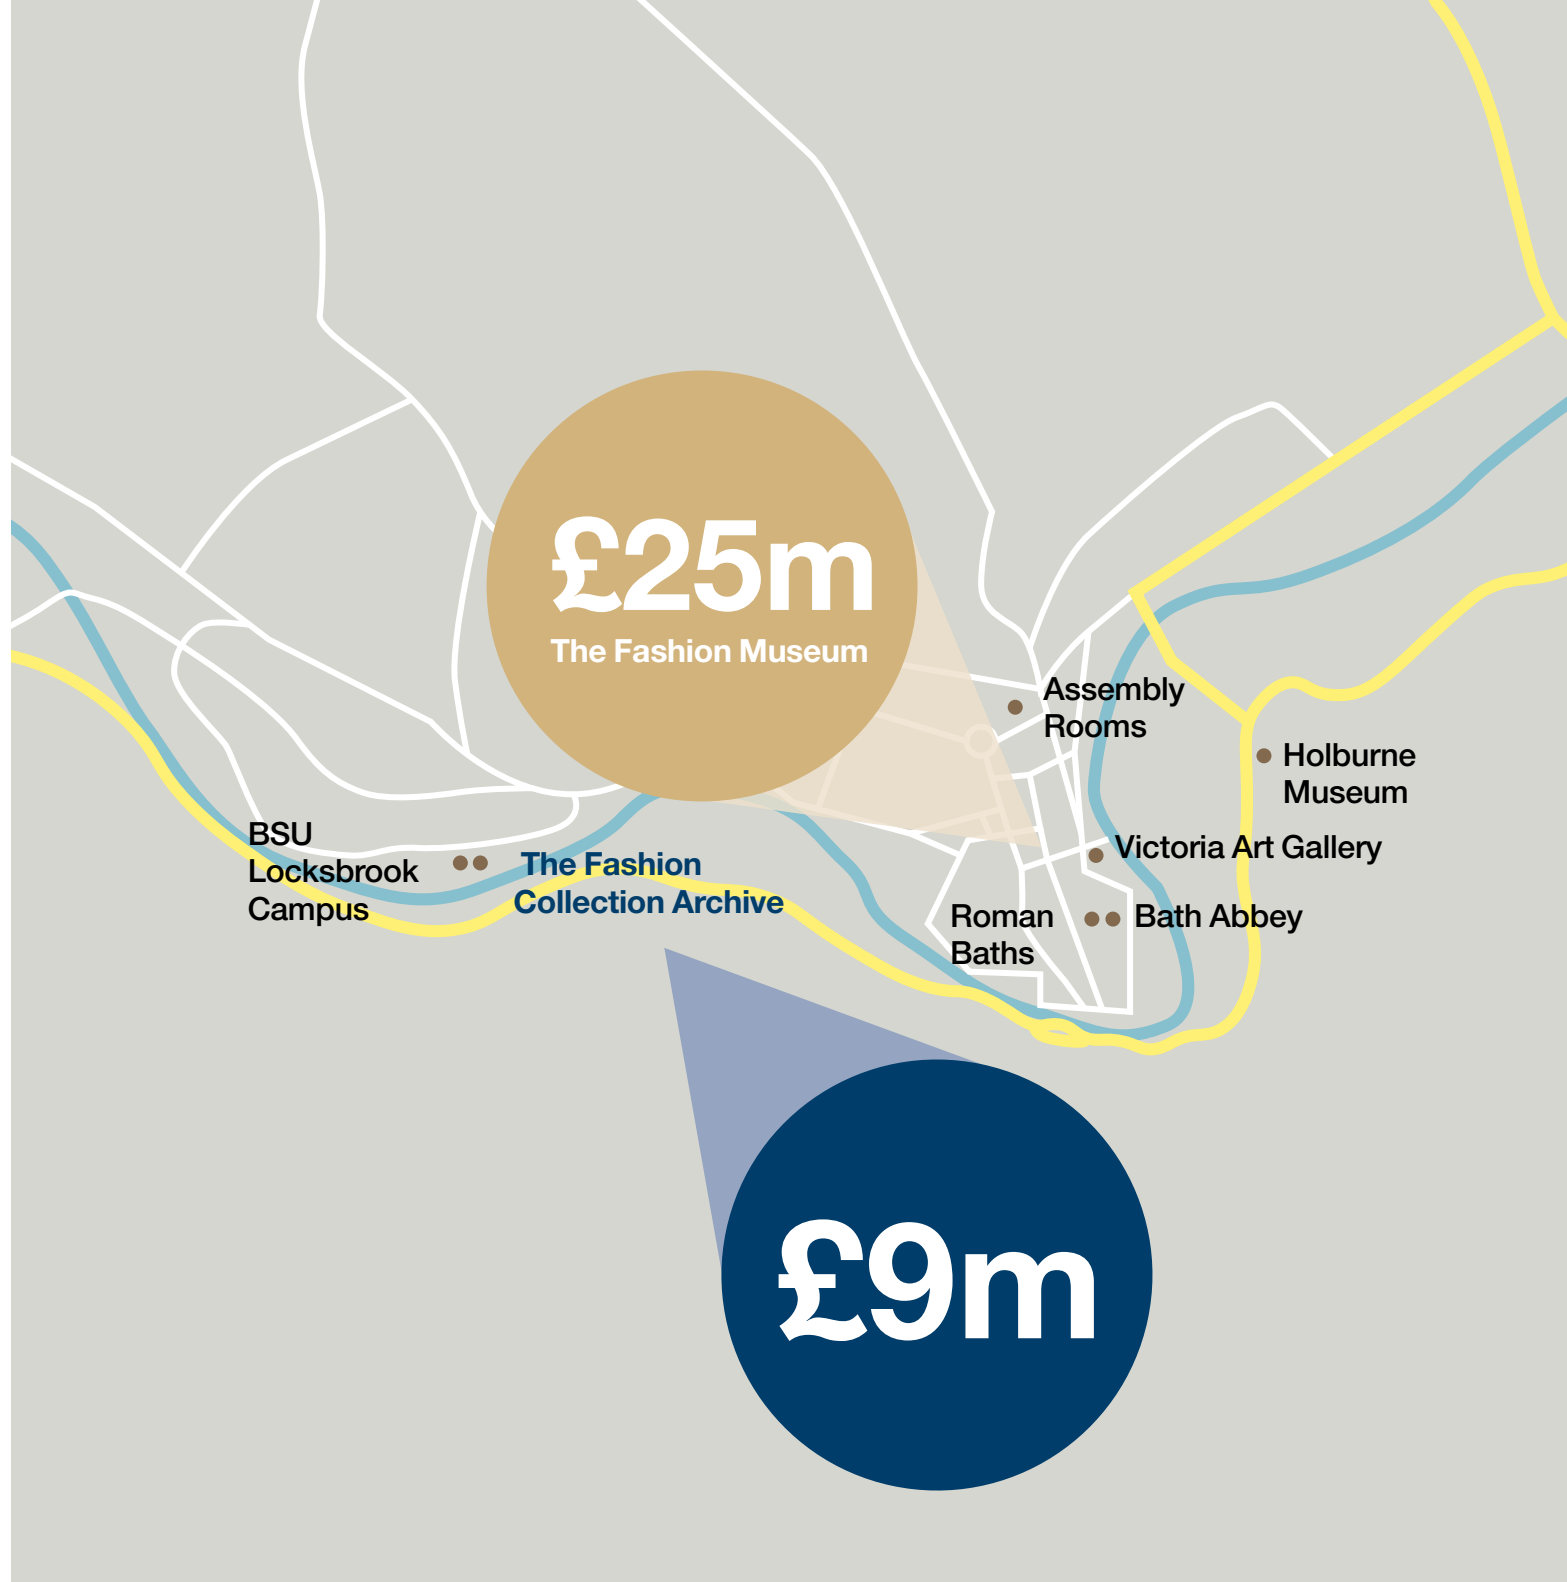 £25m
The Fashion Museum
Assembly
Rooms
Holburne
Museum
BSU
Locksbrook
Campus
The Fashion
Collection Archive
Victoria Art Gallery
Roman
Baths
Bath Abbey
£9m